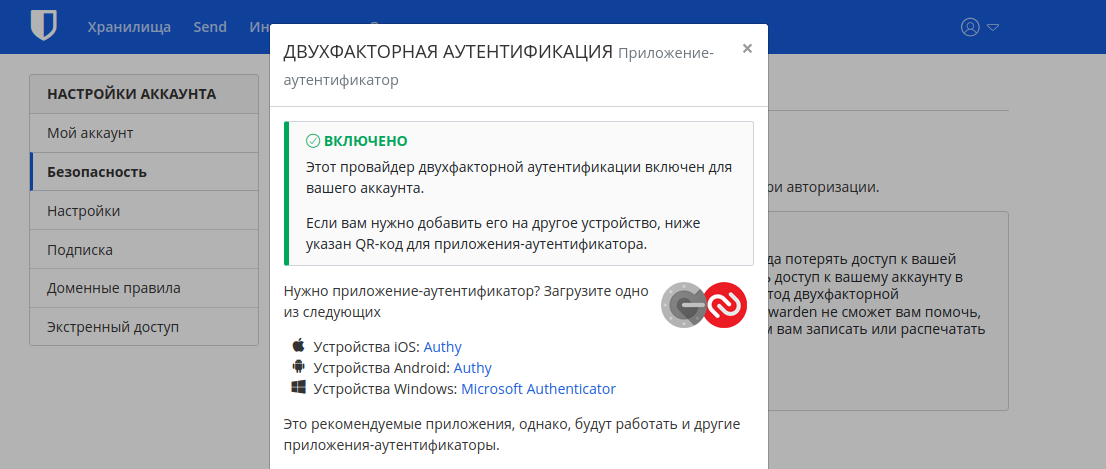 Хранилища Send
ДВУХФАКТОРНАЯ АУТЕНТИФИКАЦИЯ Приложение-
аутентификатор
×
НАСТРОЙКИ АККАУНТА
Мой аккаунт
Безопасность
Настройки
Подписка
Доменные правила
Экстренный доступ
ВКЛЮЧЕНО
Этот провайдер двухфакторной аутентификации включен для
вашего аккаунта.
Если вам нужно добавить его на другое устройство, ниже
указан QR-код для приложения-аутентификатора.
Нужно приложение-аутентификатор? Загрузите одно
из следующих
Устройства iOS: Authy
Устройства Android: Authy
Устройства Windows: Microsoft Authenticator
Это рекомендуемые приложения, однако, будут работать и другие
приложения-аутентификаторы.
ри авторизации.
да потерять доступ к вашей
ь доступ к вашему аккаунту в
тод двухфакторной
warden не сможет вам помочь,
м вам записать или распечатать